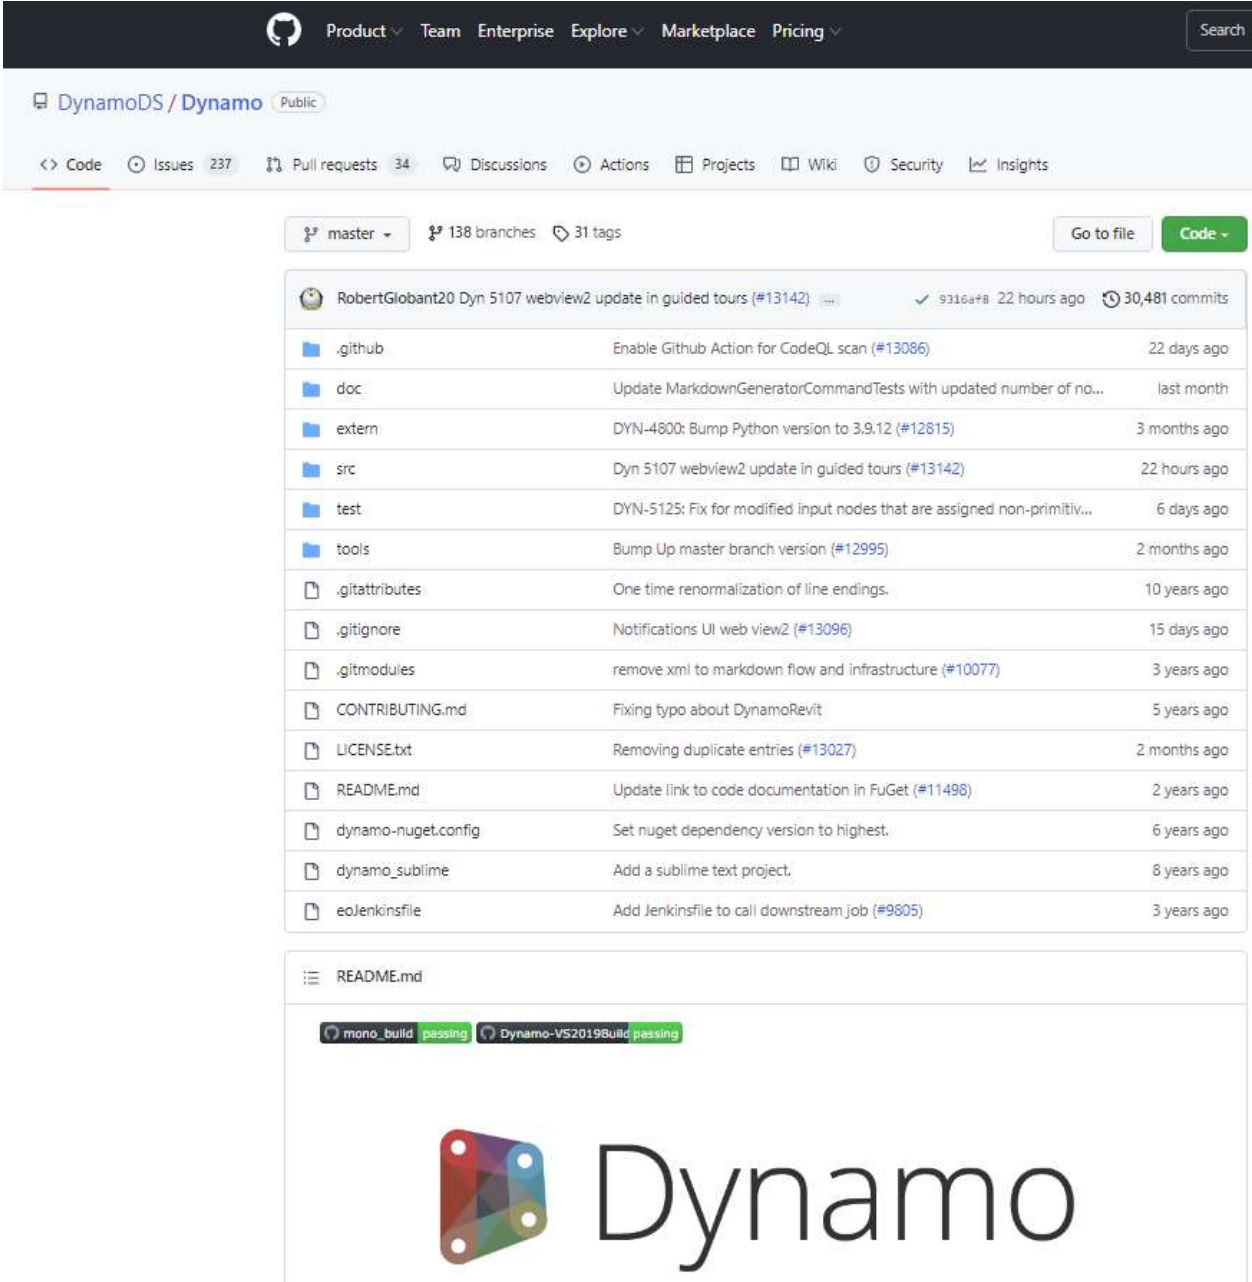 Product Team Enterprise Explore Marketplace Pricing Search
DynamoDS / Dynamo Public
<> Code Issues 237 Pull requests 34 Discussions Actions Projects Wiki Security Insights
master 138 branches 31 tags Go to file Code
RobertGlobant20 Dyn 5107 webview2 update in guided tours (#13142) ... 9316af8 22 hours ago 30,481 commits
.github Enable Github Action for CodeQL scan (#13086) 22 days ago
doc Update MarkdownGeneratorCommandTests with updated number of no... last month
extern DYN-4800: Bump Python version to 3.9.12 (#12815) 3 months ago
src Dyn 5107 webview2 update in guided tours (#13142) 22 hours ago
test DYN-5125: Fix for modified input nodes that are assigned non-primitiv... 6 days ago
tools Bump Up master branch version (#12995) 2 months ago
.gitattributes One time renormalization of line endings. 10 years ago
.gitignore Notifications UI web view2 (#13096) 15 days ago
.gitmodules remove xml to markdown flow and infrastructure (#10077) 3 years ago
CONTRIBUTING.md Fixing typo about DynamoRevit 5 years ago
LICENSE.txt Removing duplicate entries (#13027) 2 months ago
README.md Update link to code documentation in FuGet (#11498) 2 years ago
dynamo-nuget.config Set nuget dependency version to highest. 6 years ago
dynamo_sublime Add a sublime text project. 8 years ago
eoJenkinsfile Add Jenkinsfile to call downstream job (#9805) 3 years ago
README.md
mono_build passing Dynamo-VS2019Build passing
Dynamo